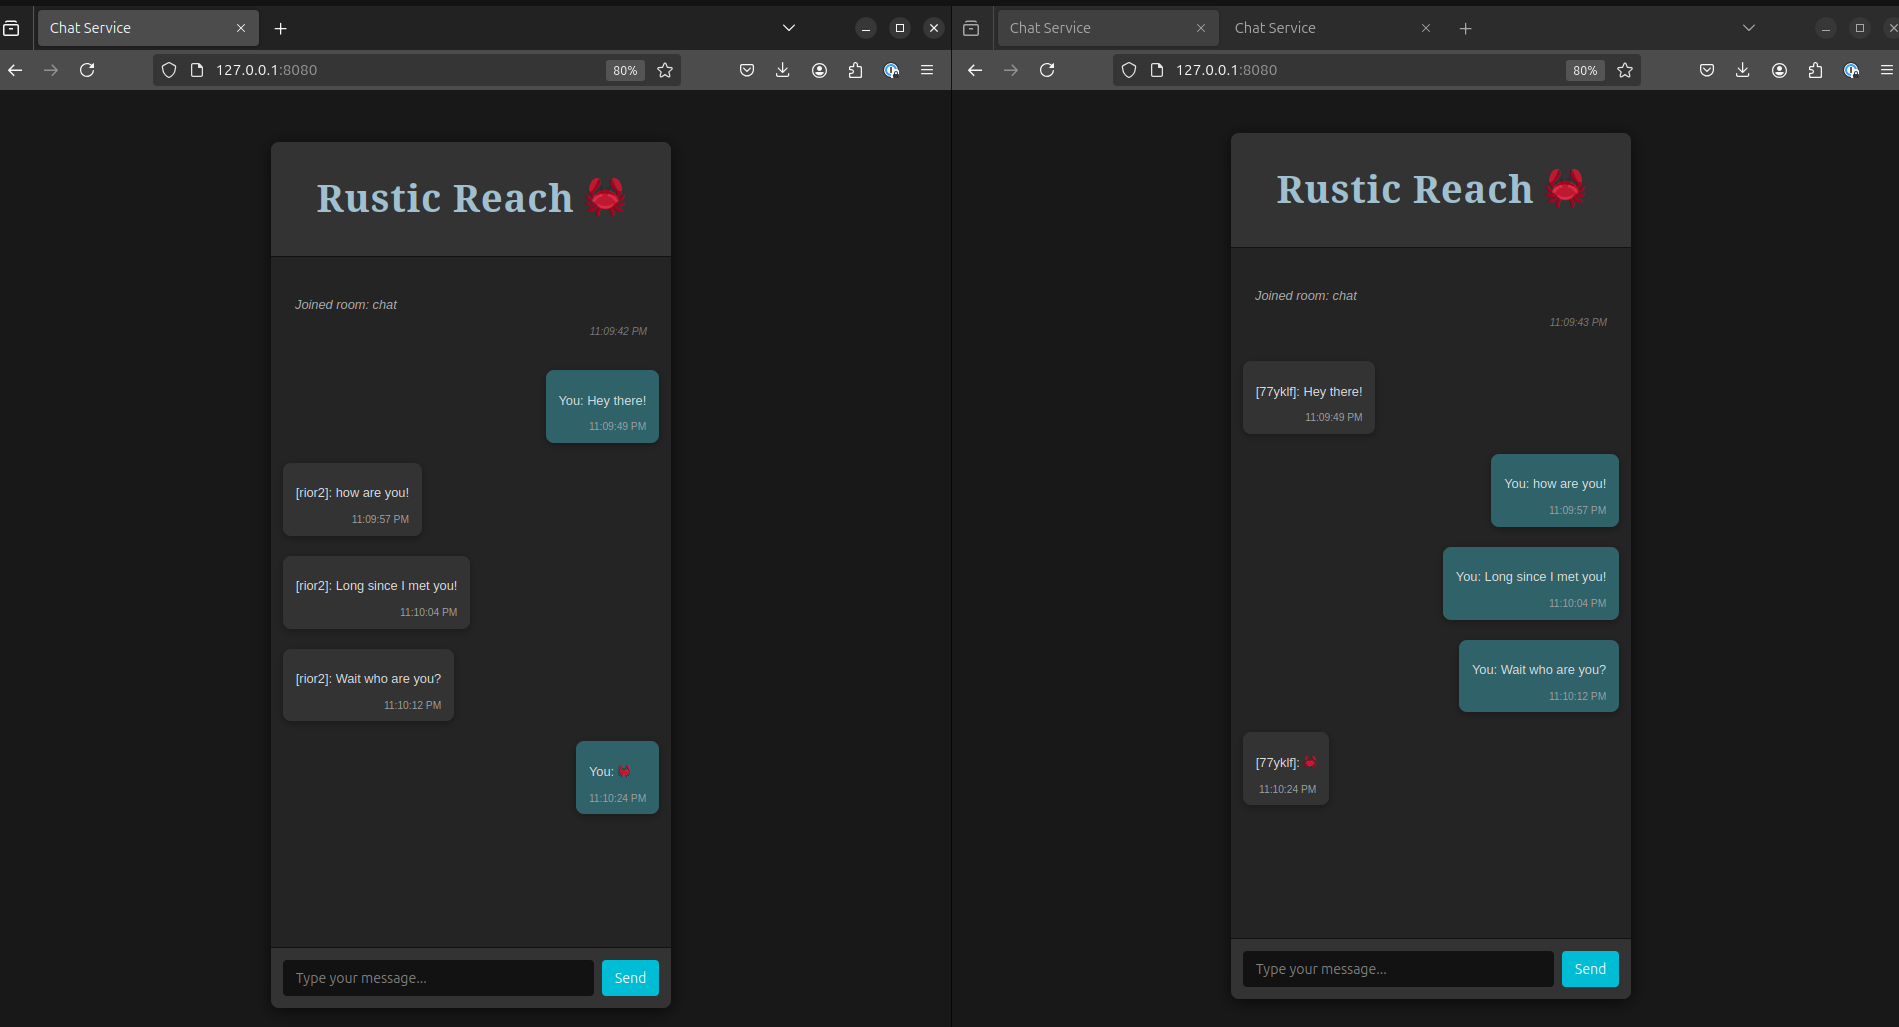 Chat Service
127.0.0.1:8080
80%
Rustic Reach 🦀
Joined room: chat
11:09:42 PM
You: Hey there!
11:09:49 PM
[rior2]: how are you!
11:09:57 PM
[rior2]: Long since I met you!
11:10:04 PM
[rior2]: Wait who are you?
11:10:12 PM
You: 🦀
11:10:24 PM
Type your message...
Send
Chat Service
Chat Service
127.0.0.1:8080
80%
Rustic Reach 🦀
Joined room: chat
11:09:43 PM
[77yklf]: Hey there!
11:09:49 PM
You: how are you!
11:09:57 PM
You: Long since I met you!
11:10:04 PM
You: Wait who are you?
11:10:12 PM
[77yklf]: 🦀
11:10:24 PM
Type your message...
Send